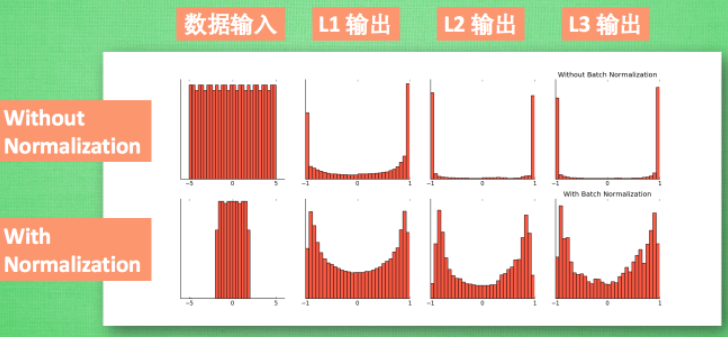 数据输入 L1 输出 L2 输出 L3 输出
Without Batch Normalization
Without
Normalization
-5 0 5 -1 0 1 -1 0 1 -1 0 1
With Batch Normalization
With
Normalization
-5 0 5 -1 0 1 -1 0 1 -1 0 1